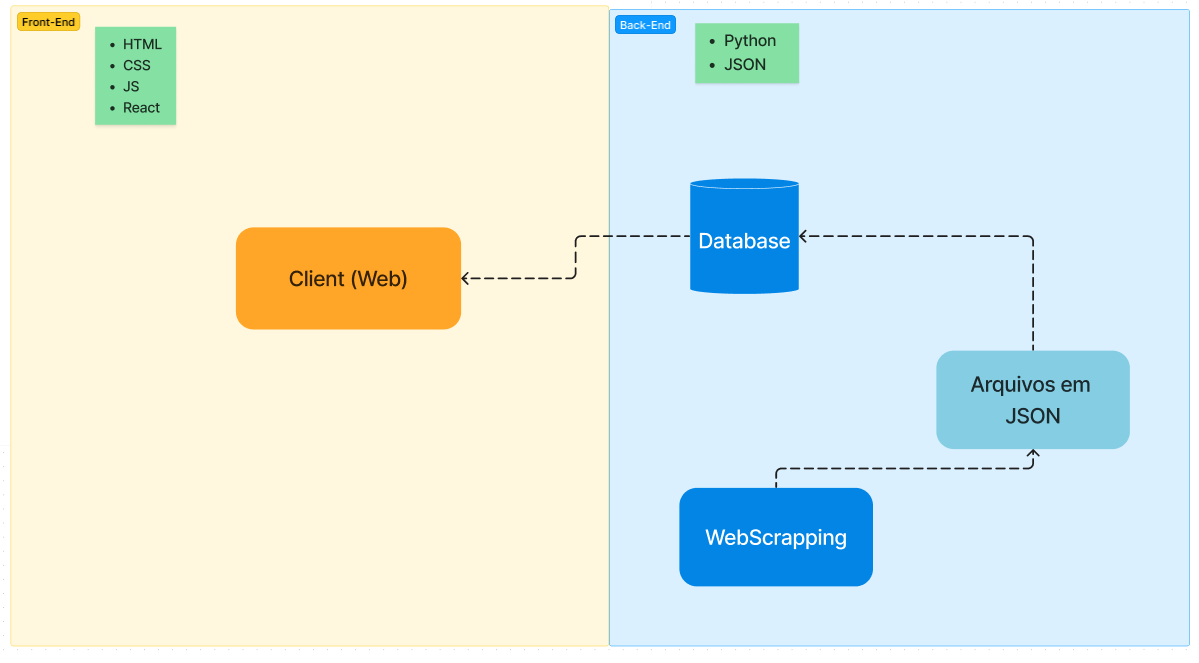 Front-End
• HTML
• CSS
• JS
• React
Back-End
• Python
• JSON
Client (Web)
Database
Arquivos em
JSON
WebScrapping